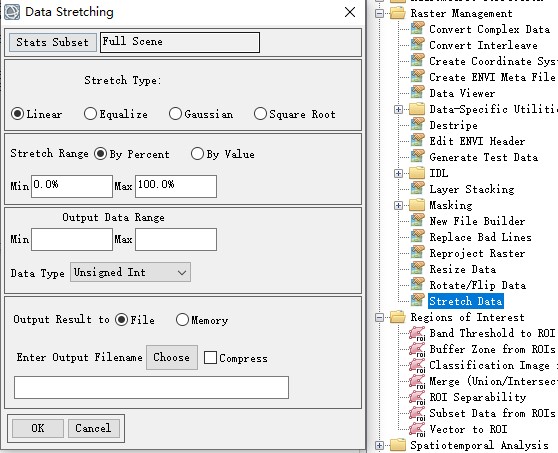 Data Stretching
Stats Subset Full Scene
Stretch Type:
Linear Equalize Gaussian Square Root
Stretch Range By Percent By Value
Min 0.0% Max 100.0%
Output Data Range
Min Max
Data Type Unsigned Int
Output Result to File Memory
Enter Output Filename Choose Compress
OK Cancel
Raster Management
Convert Complex Data
Convert Interleave
Create Coordinate Sys
Create ENVI Meta File
Data Viewer
Data-Specific Utiliti
Destripe
Edit ENVI Header
Generate Test Data
IDL
Layer Stacking
Masking
New File Builder
Replace Bad Lines
Reproject Raster
Resize Data
Rotate/Flip Data
Stretch Data
Regions of Interest
Band Threshold to ROI
Buffer Zone from ROIs
Classification Image
Merge (Union/Intersec
ROI Separability
Subset Data from ROIs
Vector to ROI
Spatiotemporal Analysis